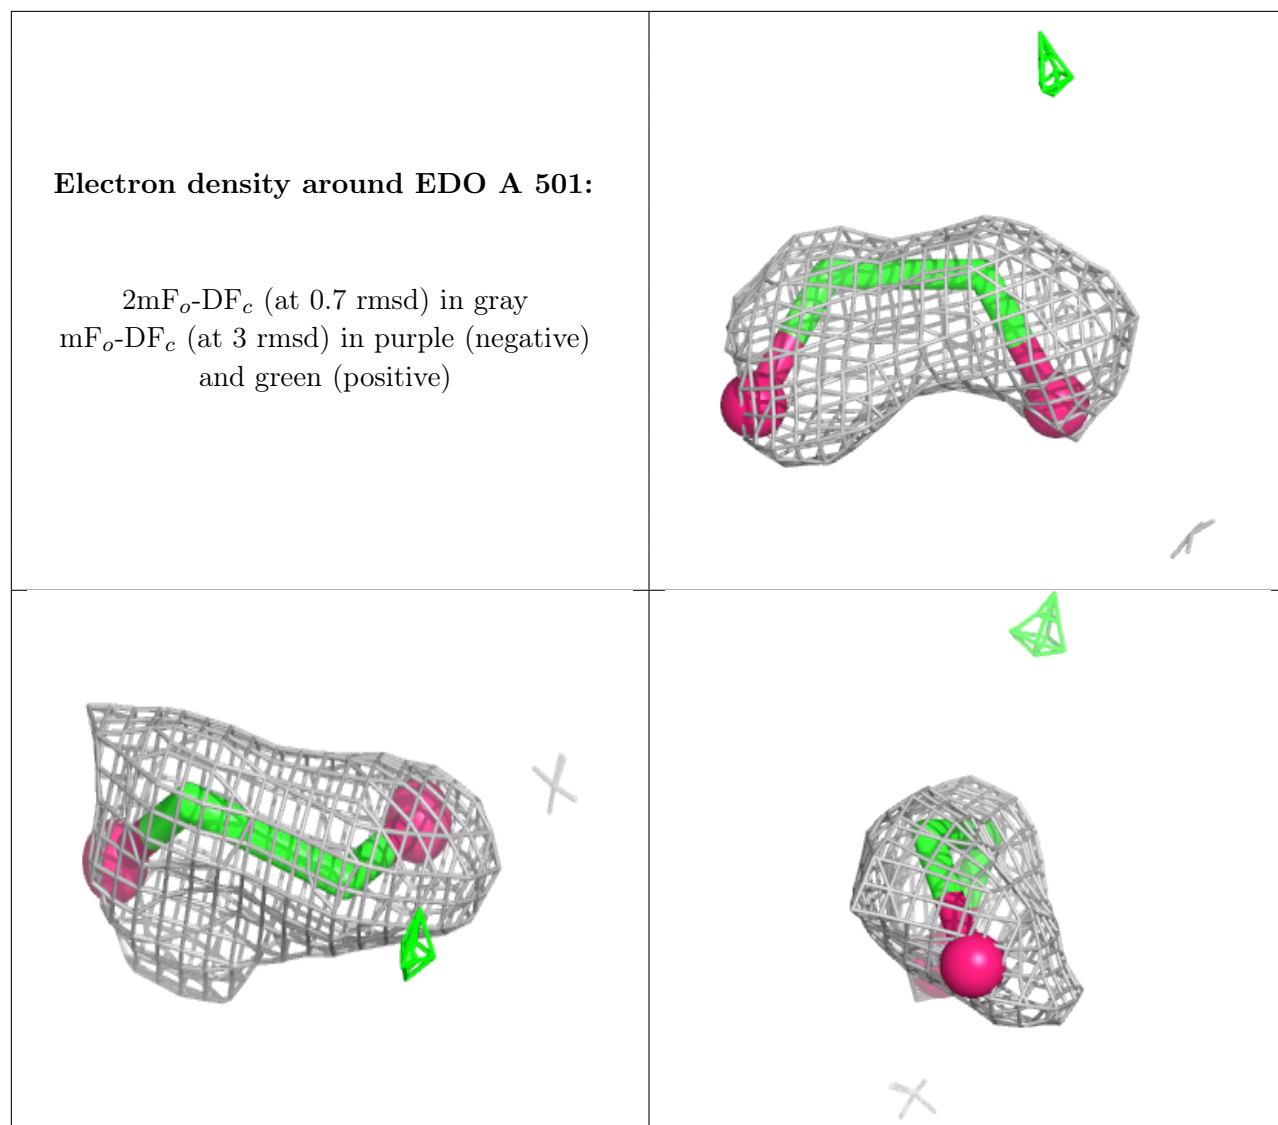 Electron density around EDO A 501:
2mFo-DFc (at 0.7 rmsd) in gray
mFo-DFc (at 3 rmsd) in purple (negative)
and green (positive)